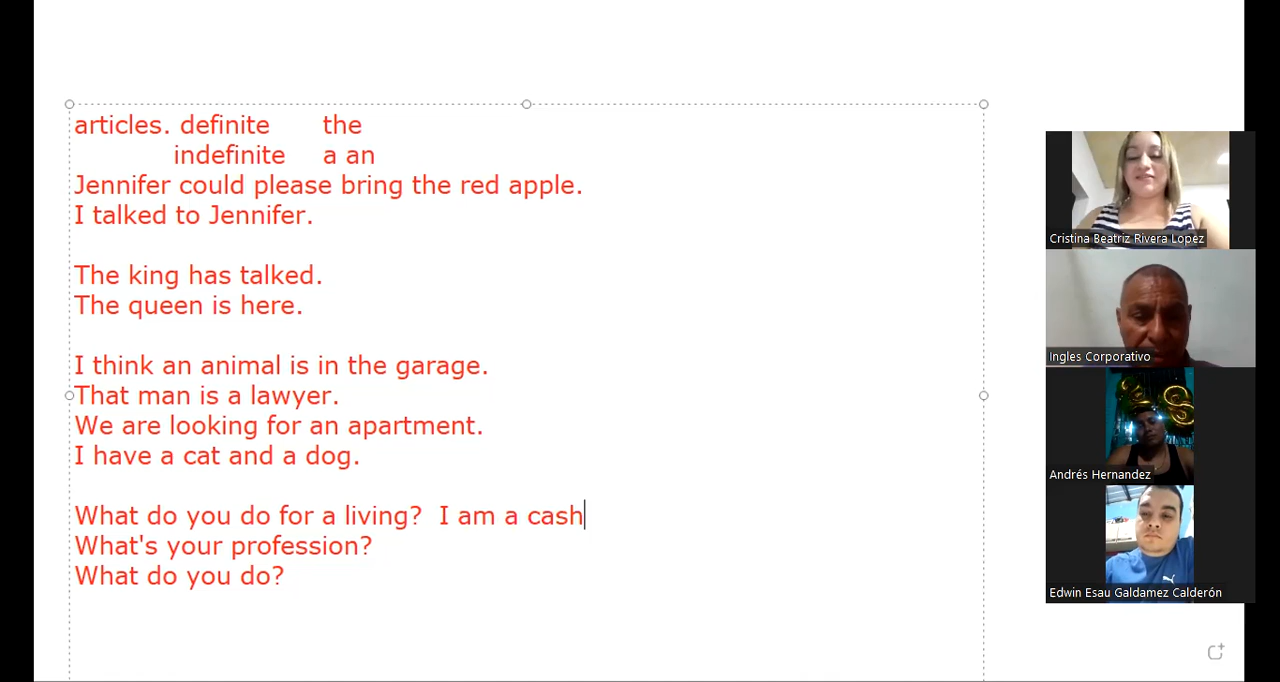 articles. definite the
indefinite a an
Jennifer could please bring the red apple.
I talked to Jennifer.
The king has talked.
The queen is here.
I think an animal is in the garage.
That man is a lawyer.
We are looking for an apartment.
I have a cat and a dog.
What do you do for a living? I am a cash
What's your profession?
What do you do?
Cristina Beatriz Rivera Lopez
Ingles Corporativo
Andrés Hernandez
Edwin Esau Galdamez Calderón